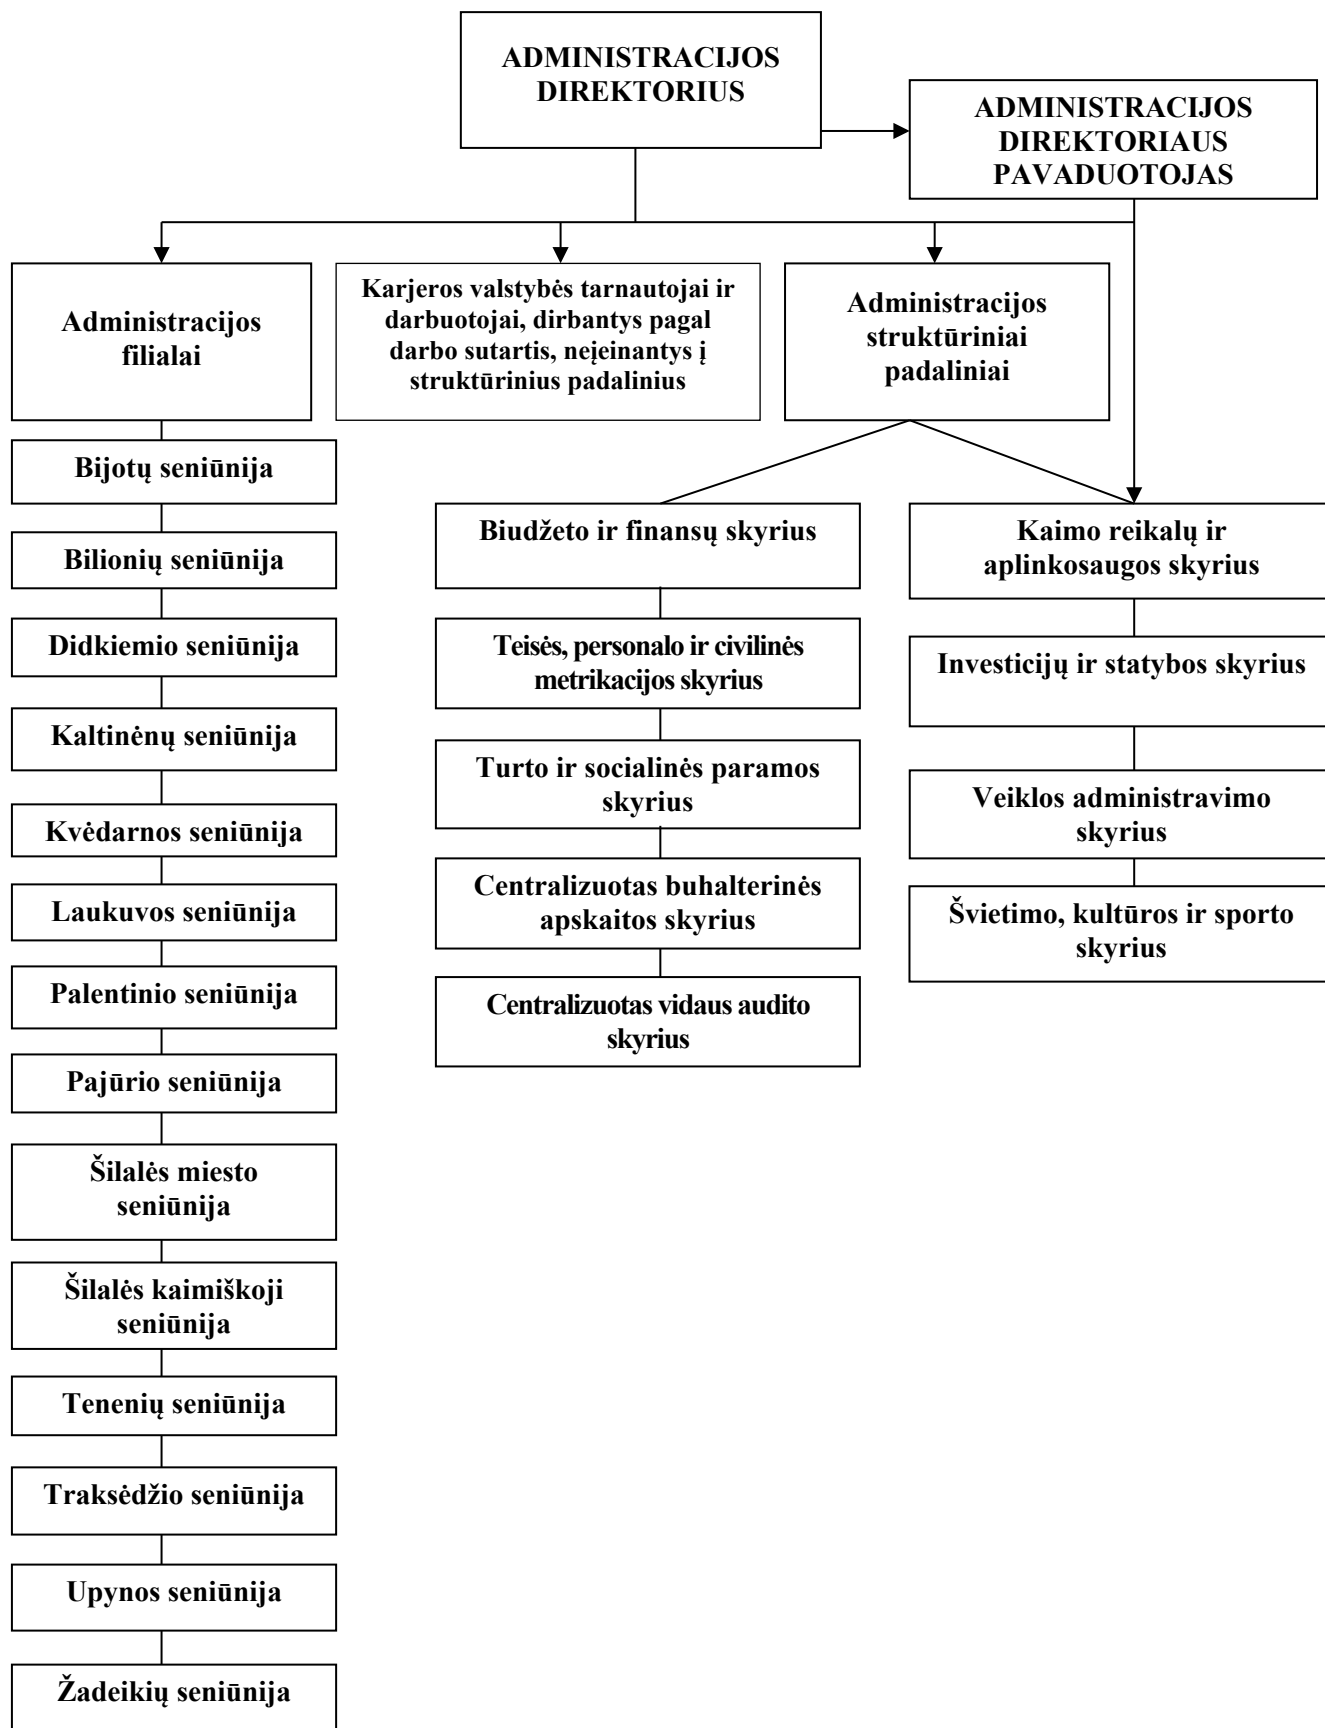 ADMINISTRACIJOS
DIREKTORIUS
ADMINISTRACIJOS
DIREKTORIAUS
PAVADUOTOJAS
Administracijos
filialai
Karjeros valstybės tarnautojai ir
darbuotojai, dirbantys pagal
darbo sutartis, neįeinantys į
struktūrinius padalinius
Administracijos
struktūriniai
padaliniai
Bijotų seniūnija
Bilionių seniūnija
Didkiemio seniūnija
Kaltinėnų seniūnija
Kvėdarnos seniūnija
Laukuvos seniūnija
Palentinio seniūnija
Pajūrio seniūnija
Šilalės miesto
seniūnija
Šilalės kaimiškoji
seniūnija
Tenenių seniūnija
Traksėdžio seniūnija
Upynos seniūnija
Žadeikių seniūnija
Biudžeto ir finansų skyrius
Teisės, personalo ir civilinės
metrikacijos skyrius
Turto ir socialinės paramos
skyrius
Centralizuotas buhalterinės
apskaitos skyrius
Centralizuotas vidaus audito
skyrius
Kaimo reikalų ir
aplinkosaugos skyrius
Investicijų ir statybos skyrius
Veiklos administravimo
skyrius
Švietimo, kultūros ir sporto
skyrius